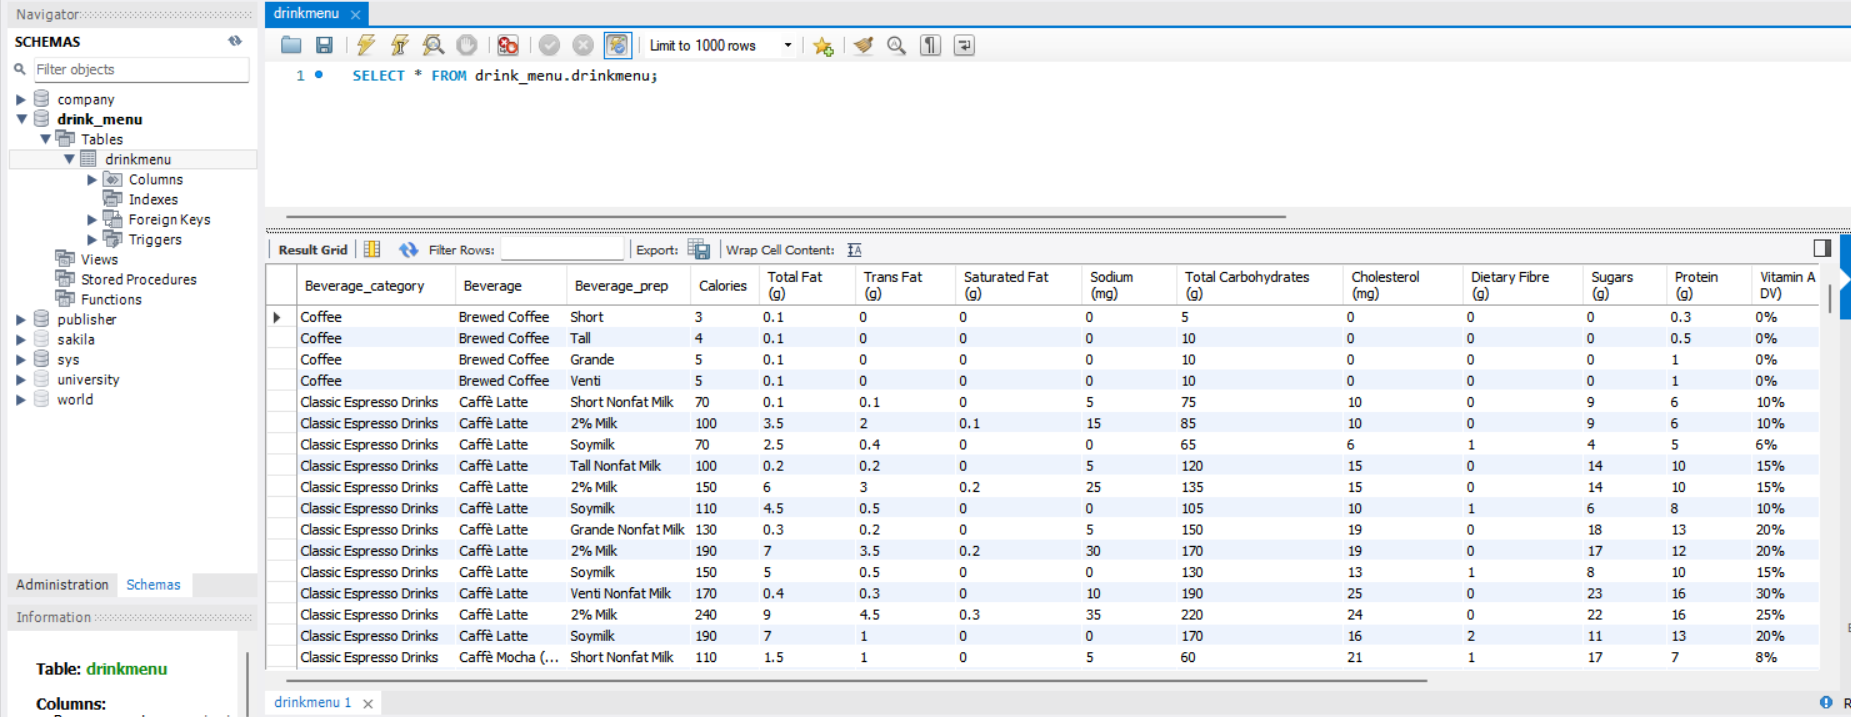 Navigator
SCHEMAS
Filter objects
company
drink_menu
Tables
drinkmenu
Columns
Indexes
Foreign Keys
Triggers
Views
Stored Procedures
Functions
publisher
sakila
sys
university
world
Administration Schemas
Information
Table: drinkmenu
Columns:
drinkmenu
Limit to 1000 rows
1 SELECT * FROM drink_menu.drinkmenu;
Result Grid Filter Rows: Export: Wrap Cell Content:
Beverage_category Beverage Beverage_prep Calories Total Fat (g) Trans Fat (g) Saturated Fat (g) Sodium (mg) Total Carbohydrates (g) Cholesterol (mg) Dietary Fibre (g) Sugars (g) Protein (g) Vitamin A DV)
Coffee Brewed Coffee Short 3 0.1 0 0 0 5 0 0 0 0.3 0%
Coffee Brewed Coffee Tall 4 0.1 0 0 0 10 0 0 0 0.5 0%
Coffee Brewed Coffee Grande 5 0.1 0 0 0 10 0 0 0 1 0%
Coffee Brewed Coffee Venti 5 0.1 0 0 0 10 0 0 0 1 0%
Classic Espresso Drinks Caffè Latte Short Nonfat Milk 70 0.1 0.1 0 5 75 10 0 9 6 10%
Classic Espresso Drinks Caffè Latte 2% Milk 100 3.5 2 0.1 15 85 10 0 9 6 10%
Classic Espresso Drinks Caffè Latte Soymilk 70 2.5 0.4 0 0 65 6 1 4 5 6%
Classic Espresso Drinks Caffè Latte Tall Nonfat Milk 100 0.2 0.2 0 5 120 15 0 14 10 15%
Classic Espresso Drinks Caffè Latte 2% Milk 150 6 3 0.2 25 135 15 0 14 10 15%
Classic Espresso Drinks Caffè Latte Soymilk 110 4.5 0.5 0 0 105 10 1 6 8 10%
Classic Espresso Drinks Caffè Latte Grande Nonfat Milk 130 0.3 0.2 0 5 150 19 0 18 13 20%
Classic Espresso Drinks Caffè Latte 2% Milk 190 7 3.5 0.2 30 170 19 0 17 12 20%
Classic Espresso Drinks Caffè Latte Soymilk 150 5 0.5 0 0 130 13 1 8 10 15%
Classic Espresso Drinks Caffè Latte Venti Nonfat Milk 170 0.4 0.3 0 10 190 25 0 23 16 30%
Classic Espresso Drinks Caffè Latte 2% Milk 240 9 4.5 0.3 35 220 24 0 22 16 25%
Classic Espresso Drinks Caffè Latte Soymilk 190 7 1 0 0 170 16 2 11 13 20%
Classic Espresso Drinks Caffè Mocha (... Short Nonfat Milk 110 1.5 1 0 5 60 21 1 17 7 8%
drinkmenu 1